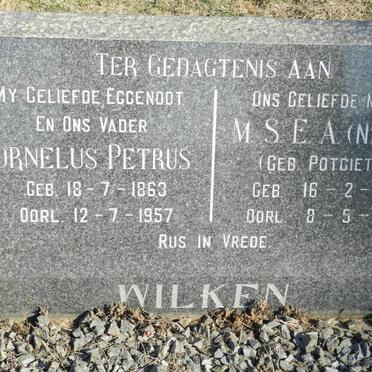 TER GEDAGTENIS AAN
MY GELIEFDE EGGENOOT
EN ONS VADER
CORNELUS PETRUS
GEB. 18-7-1863
OORL. 12-7-1957
ONS GELIEFDE
M.S.E.A.
(GEB. POTGIET
GEB 16-2-
OORL. 8-5-
RUS IN VREDE.
WILKEN